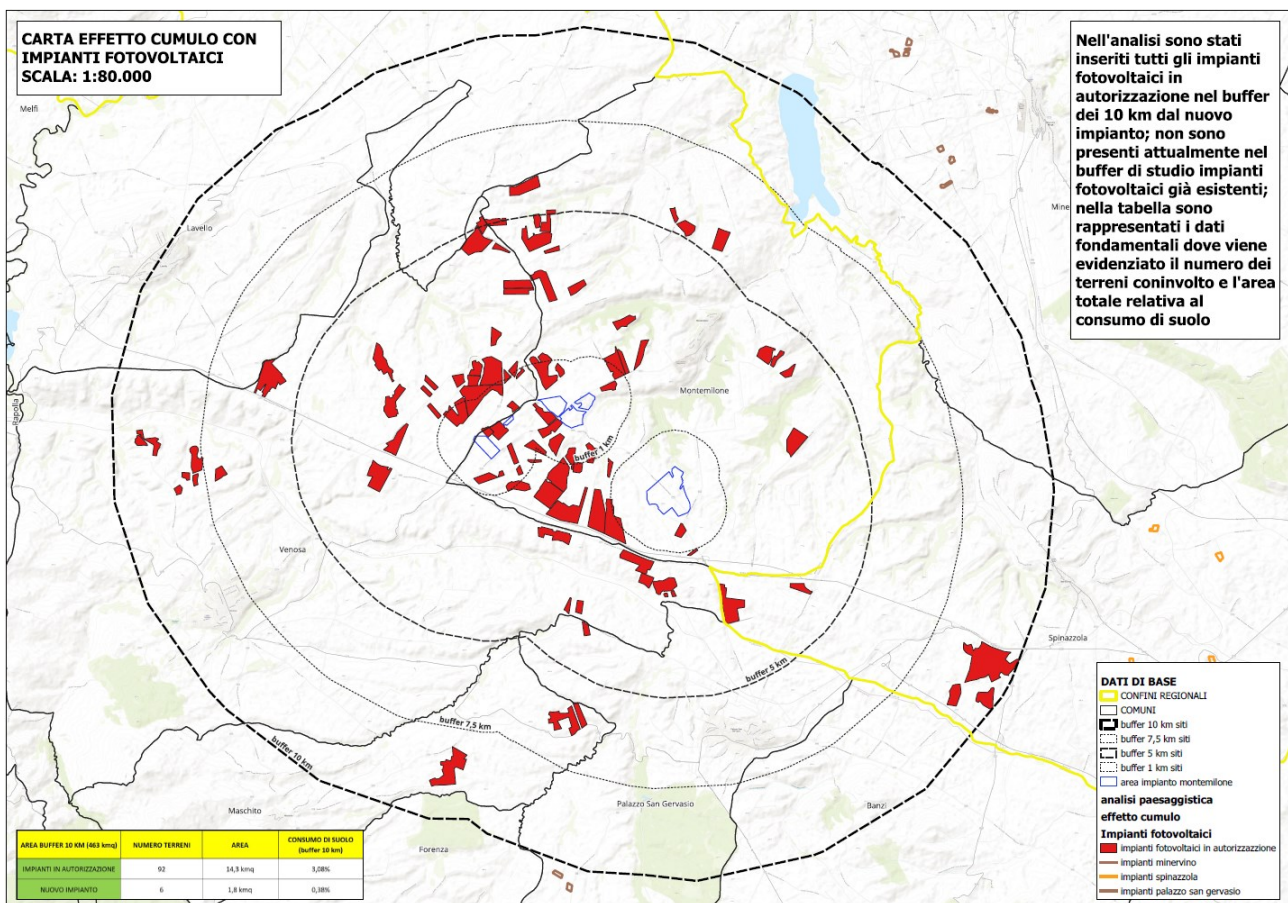 CARTA EFFETTO CUMULO CON
IMPIANTI FOTOVOLTAICI
SCALA: 1:80.000
Nell'analisi sono stati
inseriti tutti gli impianti
fotovoltaici in
autorizzazione nel buffer
dei 10 km dal nuovo
impianto; non sono
presenti attualmente nel
buffer di studio impianti
fotovoltaici già esistenti;
nella tabella sono
rappresentati i dati
fondamentali dove viene
evidenziato il numero dei
terreni coninvolto e l'area
totale relativa al
consumo di suolo
Melfi
Lavello
Mine
Rapolla
Montemilone
buffer 1 km
Venosa
Spinazzola
buffer 5 km
buffer 7,5 km
buffer 10 km
Maschito
Palazzo San Gervasio
Banzi
Forenza
DATI DI BASE
CONFINI REGIONALI
COMUNI
buffer 10 km siti
buffer 7,5 km siti
buffer 5 km siti
buffer 1 km siti
area impianto montemilone
analisi paesaggistica
effetto cumulo
Impianti fotovoltaici
impianti fotovoltaici in autorizzazzione
impianti minervino
impianti spinazzola
impianti palazzo san gervasio
AREA BUFFER 10 KM (463 kmq) NUMERO TERRENI AREA CONSUMO DI SUOLO (buffer 10 km)
IMPIANTI IN AUTORIZZAZIONE 92 14,3 kmq 3,08%
NUOVO IMPIANTO 6 1,8 kmq 0,38%